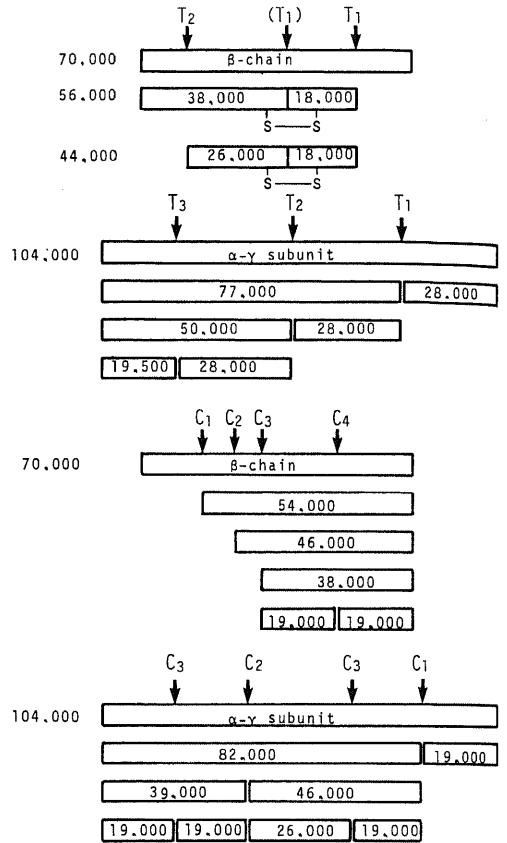 T2 (T1) T1
70.000 β-chain
56.000 38.000 18.000
S S
44.000 26.000 18.000
S S
T3 T2 T1
104.000 α-γ subunit
77.000 28.000
50.000 28.000
19.500 28.000
C1 C2 C3 C4
70.000 β-chain
54.000
46.000
38.000
19.000 19.000
C3 C2 C3 C1
104.000 α-γ subunit
82.000 19.000
39.000 46.000
19.000 19.000 26.000 19.000